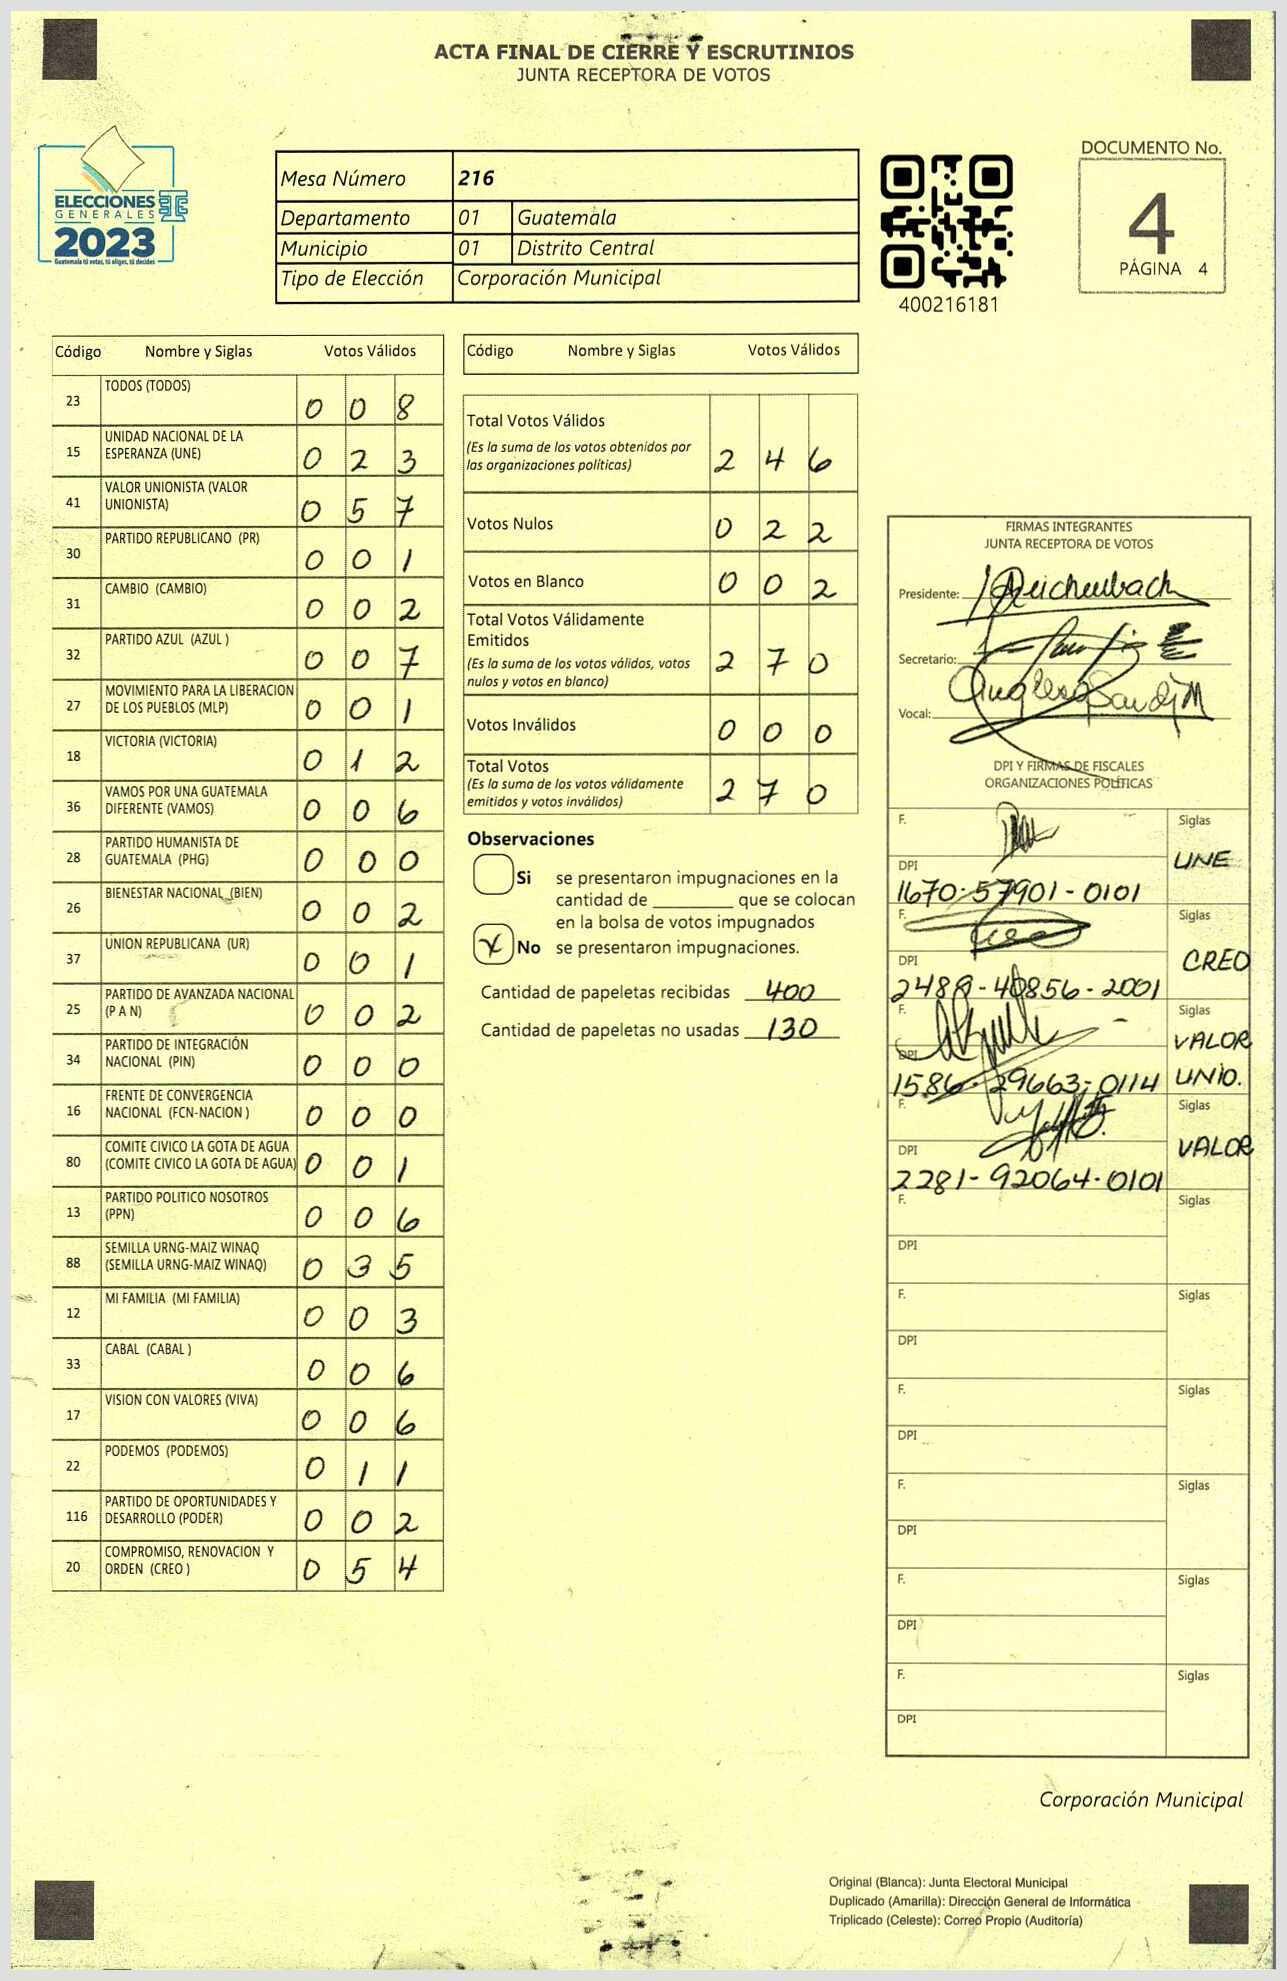 ACTA FINAL DE CIERRE Y ESCRUTINIOS
JUNTA RECEPTORA DE VOTOS
ELECCIONES
GENERALES
2023
Guatemala tú votas, tú eliges, tú decides
Mesa Número 216
Departamento 01 Guatemala
Municipio 01 Distrito Central
Tipo de Elección Corporación Municipal
400216181
DOCUMENTO No.
4
PÁGINA 4
Código Nombre y Siglas Votos Válidos
23 TODOS (TODOS) 0 0 8
15 UNIDAD NACIONAL DE LA
ESPERANZA (UNE) 0 2 3
41 VALOR UNIONISTA (VALOR
UNIONISTA) 0 5 7
30 PARTIDO REPUBLICANO (PR) 0 0 1
31 CAMBIO (CAMBIO) 0 0 2
32 PARTIDO AZUL (AZUL ) 0 0 7
27 MOVIMIENTO PARA LA LIBERACION
DE LOS PUEBLOS (MLP) 0 0 1
18 VICTORIA (VICTORIA) 0 1 2
36 VAMOS POR UNA GUATEMALA
DIFERENTE (VAMOS) 0 0 6
28 PARTIDO HUMANISTA DE
GUATEMALA (PHG) 0 0 0
26 BIENESTAR NACIONAL (BIEN) 0 0 2
37 UNION REPUBLICANA (UR) 0 0 1
25 PARTIDO DE AVANZADA NACIONAL
(P A N) 0 0 2
34 PARTIDO DE INTEGRACIÓN
NACIONAL (PIN) 0 0 0
16 FRENTE DE CONVERGENCIA
NACIONAL (FCN-NACION ) 0 0 0
80 COMITE CIVICO LA GOTA DE AGUA
(COMITE CIVICO LA GOTA DE AGUA) 0 0 1
13 PARTIDO POLITICO NOSOTROS
(PPN) 0 0 6
88 SEMILLA URNG-MAIZ WINAQ
(SEMILLA URNG-MAIZ WINAQ) 0 3 5
12 MI FAMILIA (MI FAMILIA) 0 0 3
33 CABAL (CABAL ) 0 0 6
17 VISION CON VALORES (VIVA) 0 0 6
22 PODEMOS (PODEMOS) 0 1 1
116 PARTIDO DE OPORTUNIDADES Y
DESARROLLO (PODER) 0 0 2
20 COMPROMISO, RENOVACION Y
ORDEN (CREO ) 0 5 4
Código Nombre y Siglas Votos Válidos
Total Votos Válidos
(Es la suma de los votos obtenidos por
las organizaciones políticas) 2 4 6
Votos Nulos 0 2 2
Votos en Blanco 0 0 2
Total Votos Válidamente
Emitidos
(Es la suma de los votos válidos, votos
nulos y votos en blanco) 2 7 0
Votos Inválidos 0 0 0
Total Votos
(Es la suma de los votos válidamente
emitidos y votos inválidos) 2 7 0
Observaciones
Si se presentaron impugnaciones en la
cantidad de ________ que se colocan
en la bolsa de votos impugnados
X No se presentaron impugnaciones.
Cantidad de papeletas recibidas 400
Cantidad de papeletas no usadas 130
FIRMAS INTEGRANTES
JUNTA RECEPTORA DE VOTOS
Presidente: Reichenbach
Secretario:
Vocal:
DPI Y FIRMAS DE FISCALES
ORGANIZACIONES POLÍTICAS
F. Siglas
UNE
DPI
1670-57901-0101
F. Siglas
CREO
DPI
2489-40856-2001
F. Siglas
VALOR
DPI
1586-29663-0114 UNIO.
F. Siglas
VALOR
DPI
2281-92064-0101
F. Siglas
DPI
F. Siglas
DPI
F. Siglas
DPI
F. Siglas
DPI
F. Siglas
DPI
F. Siglas
DPI
Corporación Municipal
Original (Blanca): Junta Electoral Municipal
Duplicado (Amarilla): Dirección General de Informática
Triplicado (Celeste): Correo Propio (Auditoría)